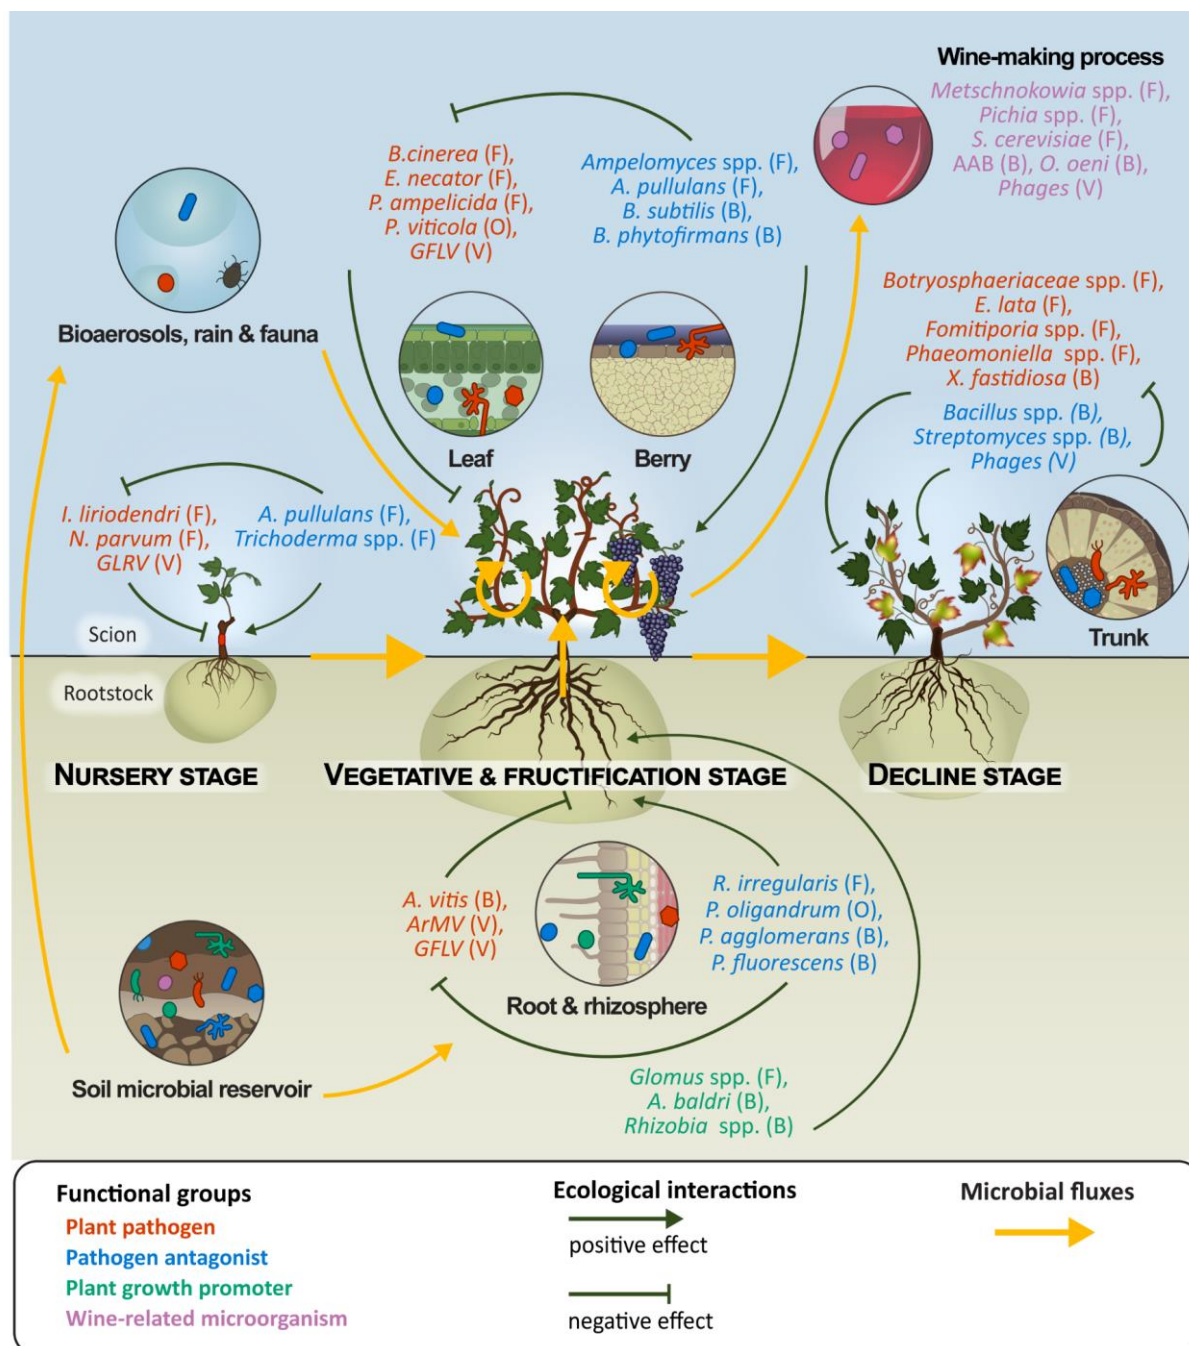 Wine-making process
Metschnokowia spp. (F),
Pichia spp. (F),
S. cerevisiae (F),
AAB (B), O. oeni (B),
Phages (V)
B.cinerea (F),
E. necator (F),
P. ampelicida (F),
P. viticola (O),
GFLV (V)
Ampelomyces spp. (F),
A. pullulans (F),
B. subtilis (B),
B. phytofirmans (B)
Bioaerosols, rain & fauna
Leaf
Berry
Botryosphaeriaceae spp. (F),
E. lata (F),
Fomitiporia spp. (F),
Phaeomoniella spp. (F),
X. fastidiosa (B)
Bacillus spp. (B),
Streptomyces spp. (B),
Phages (V)
Trunk
I. liriodendri (F),
N. parvum (F),
GLRV (V)
A. pullulans (F),
Trichoderma spp. (F)
Scion
Rootstock
NURSERY STAGE
VEGETATIVE & FRUCTIFICATION STAGE
DECLINE STAGE
A. vitis (B),
ArMV (V),
GFLV (V)
Root & rhizosphere
R. irregularis (F),
P. oligandrum (O),
P. agglomerans (B),
P. fluorescens (B)
Soil microbial reservoir
Glomus spp. (F),
A. baldri (B),
Rhizobia spp. (B)
Functional groups
Plant pathogen
Pathogen antagonist
Plant growth promoter
Wine-related microorganism
Ecological interactions
positive effect
negative effect
Microbial fluxes